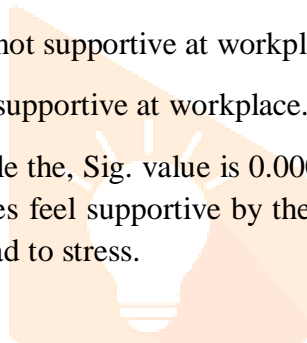 not supportive at workpl
supportive at workplace.
le the, Sig. value is 0.000
es feel supportive by the
ad to stress.